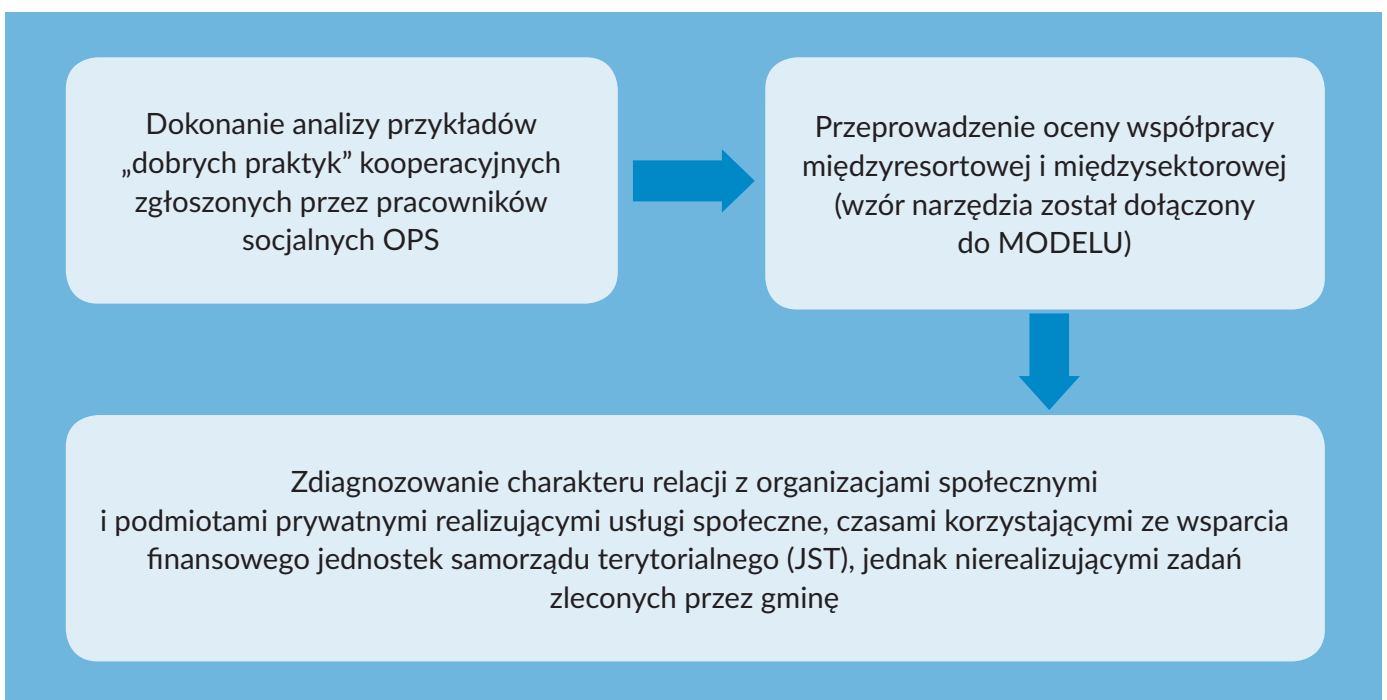 Dokonanie analizy przykładów
„dobrych praktyk” kooperacyjnych
zgłoszonych przez pracowników
socjalnych OPS
Przeprowadzenie oceny współpracy
międzyresortowej i międzysektorowej
(wzór narzędzia został dołączony
do MODELU)
Zdiagnozowanie charakteru relacji z organizacjami społecznymi
i podmiotami prywatnymi realizującymi usługi społeczne, czasami korzystającymi ze wsparcia
finansowego jednostek samorządu terytorialnego (JST), jednak nierealizującymi zadań
zleconych przez gminę